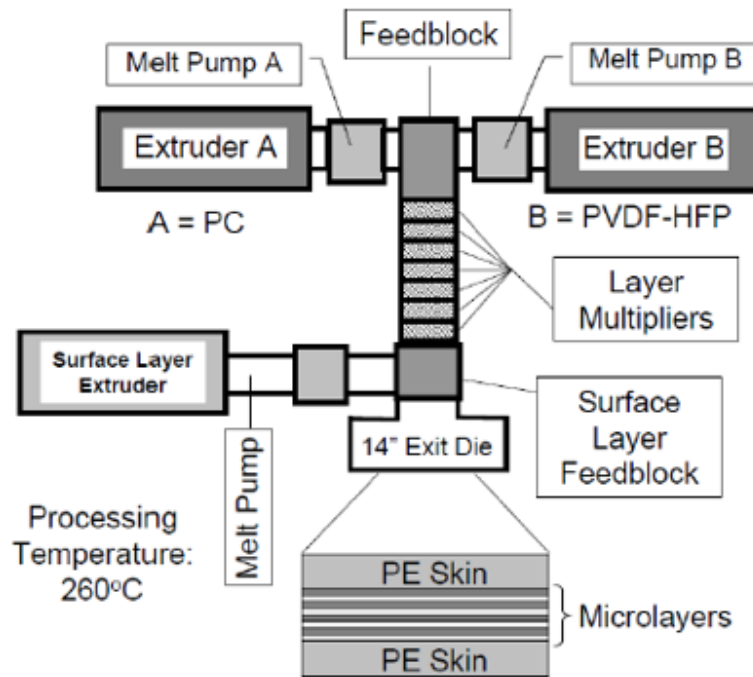 Feedblock
Melt Pump A
Melt Pump B
Extruder A
Extruder B
A = PC
B = PVDF-HFP
Layer
Multipliers
Surface Layer
Extruder
Surface
Layer
Feedblock
14” Exit Die
Melt Pump
Processing
Temperature:
260°C
PE Skin
Microlayers
PE Skin